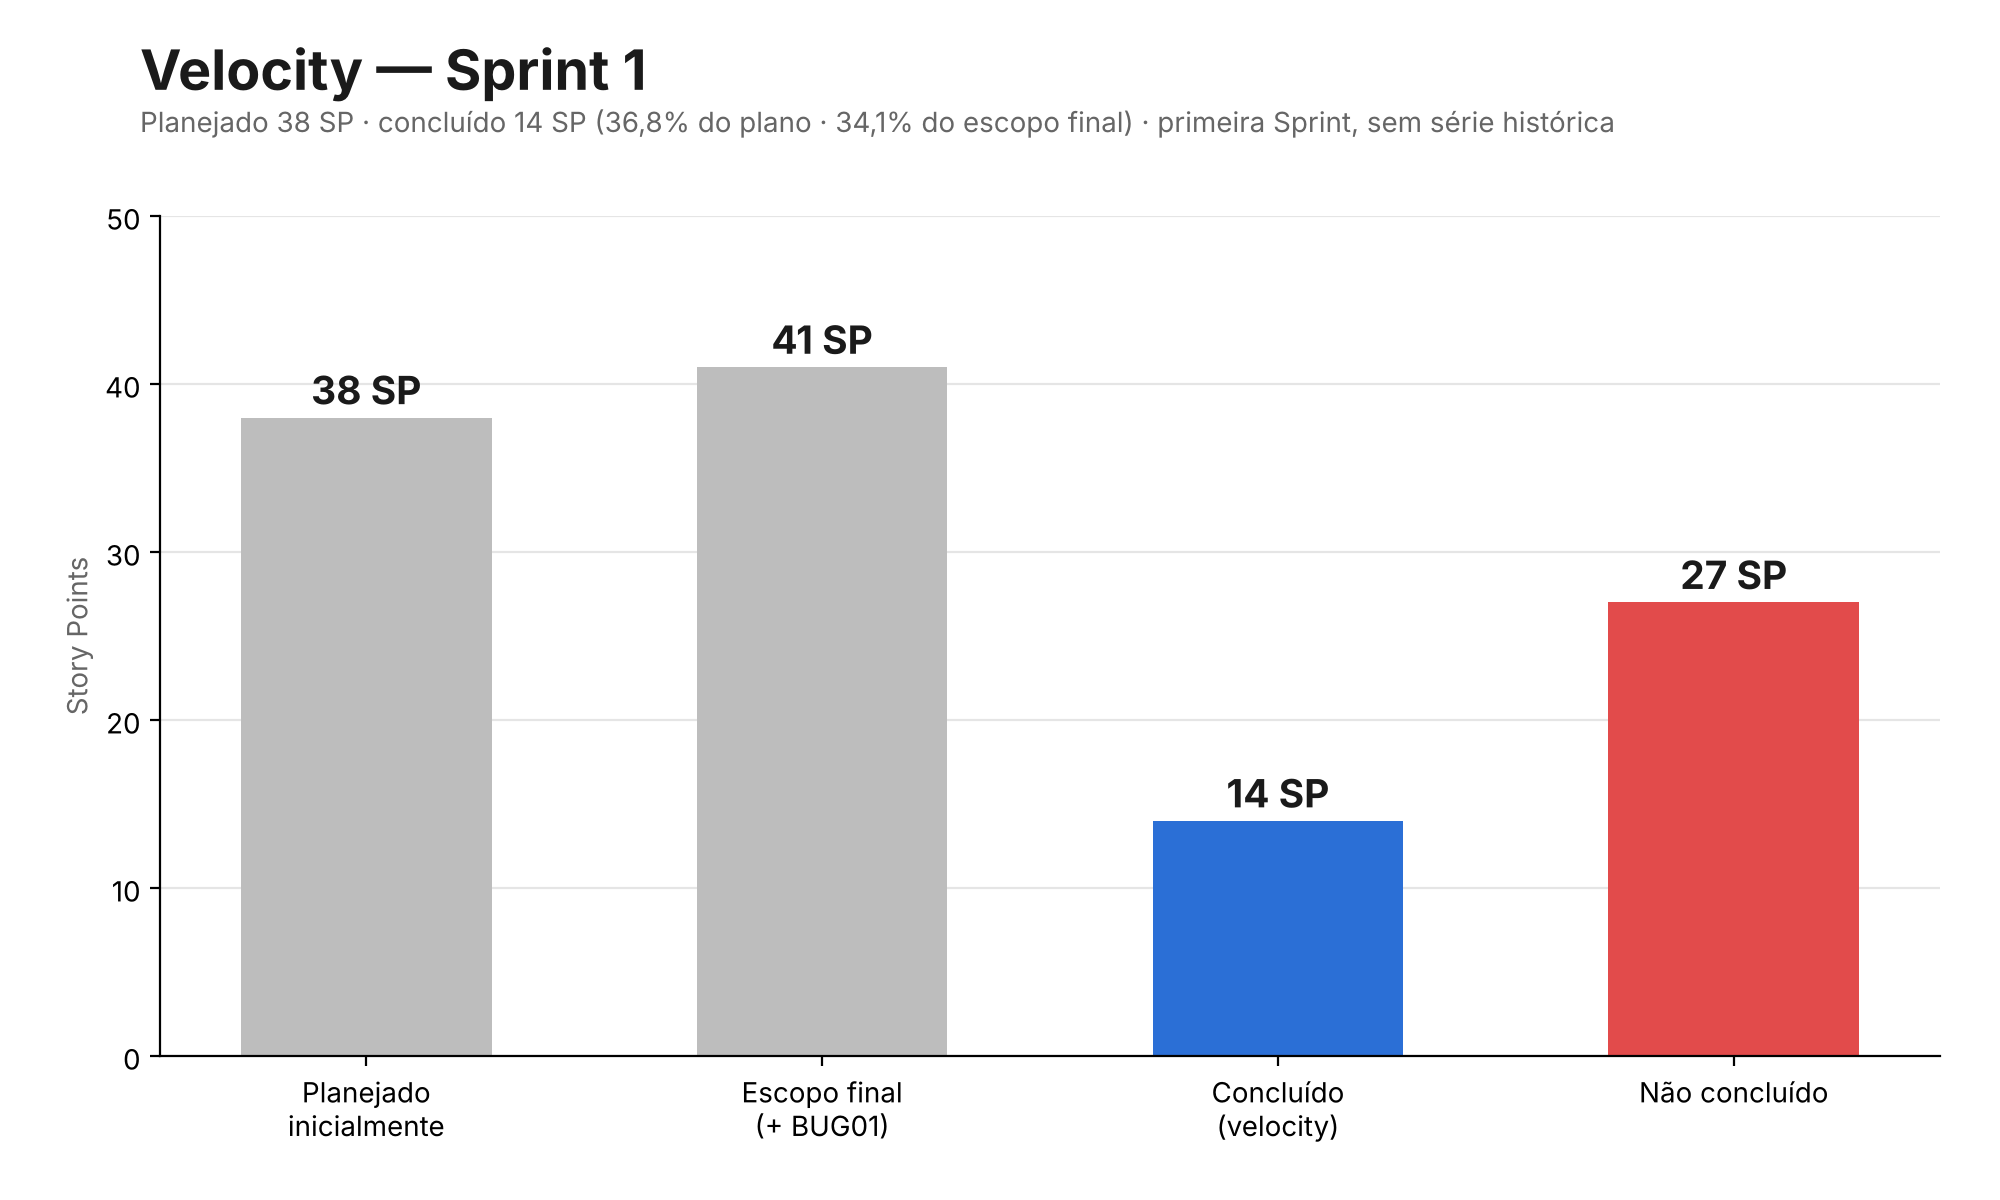 Velocity — Sprint 1
Planejado 38 SP · concluído 14 SP (36,8% do plano · 34,1% do escopo final) · primeira Sprint, sem série histórica
Story Points
50
40
30
20
10
0
38 SP
41 SP
14 SP
27 SP
Planejado
inicialmente
Escopo final
(+ BUG01)
Concluído
(velocity)
Não concluído